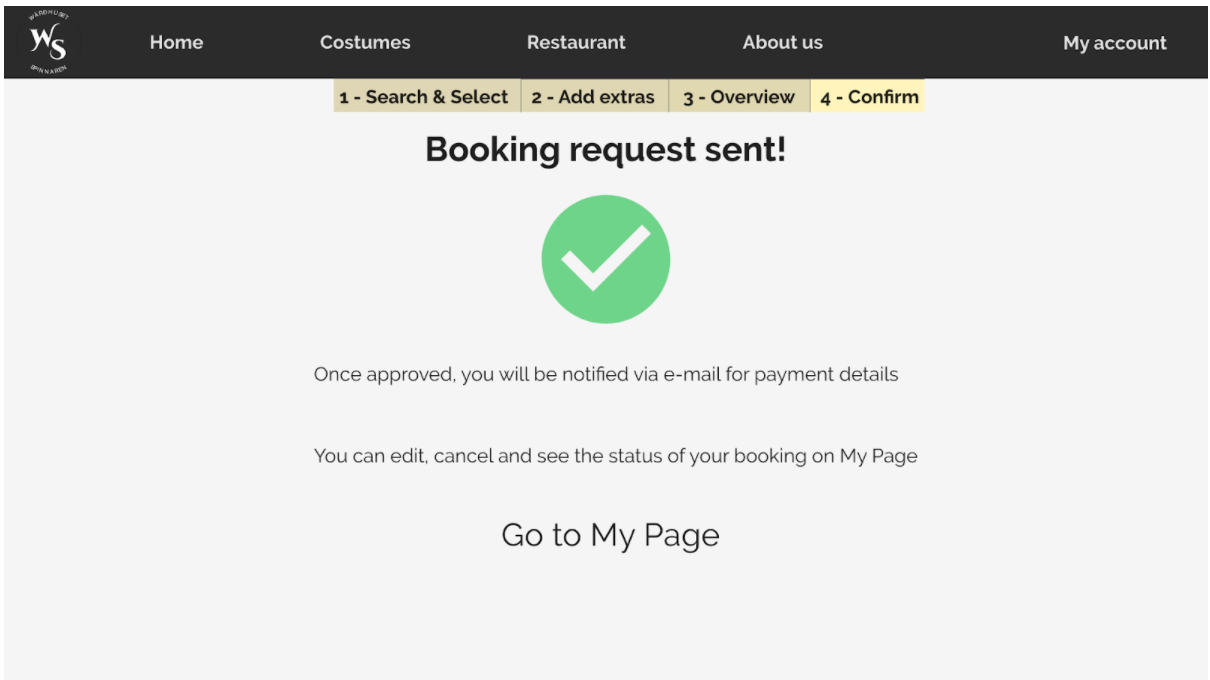 WÄRDHUSET
WS
SPINNAREN
Home
Costumes
Restaurant
About us
My account
1 - Search & Select
2 - Add extras
3 - Overview
4 - Confirm
Booking request sent!
Once approved, you will be notified via e-mail for payment details
You can edit, cancel and see the status of your booking on My Page
Go to My Page